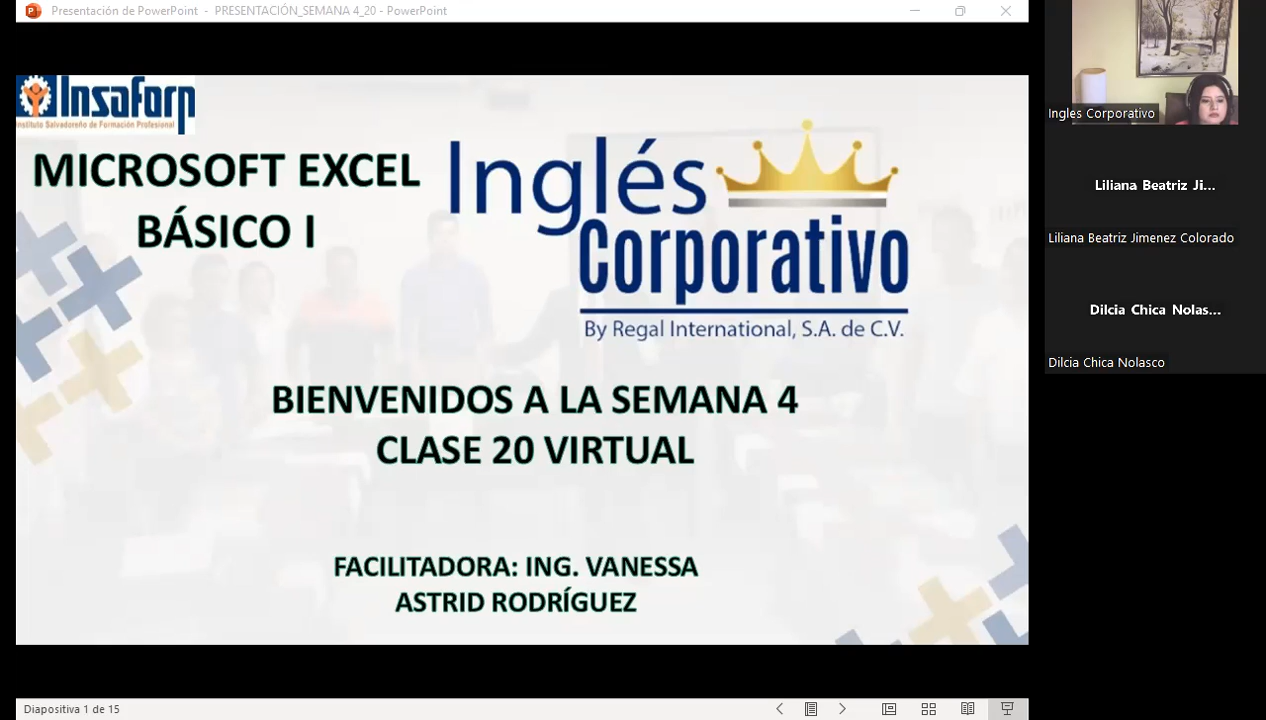 Presentación de PowerPoint - PRESENTACIÓN_SEMANA 4_20 - PowerPoint
Insaforp
Instituto Salvadoreño de Formación Profesional
MICROSOFT EXCEL
BÁSICO I
Inglés
Corporativo
By Regal International, S.A. de C.V.
BIENVENIDOS A LA SEMANA 4
CLASE 20 VIRTUAL
FACILITADORA: ING. VANESSA
ASTRID RODRÍGUEZ
Diapositiva 1 de 15
Ingles Corporativo
Liliana Beatriz Ji...
Liliana Beatriz Jimenez Colorado
Dilcia Chica Nolas...
Dilcia Chica Nolasco